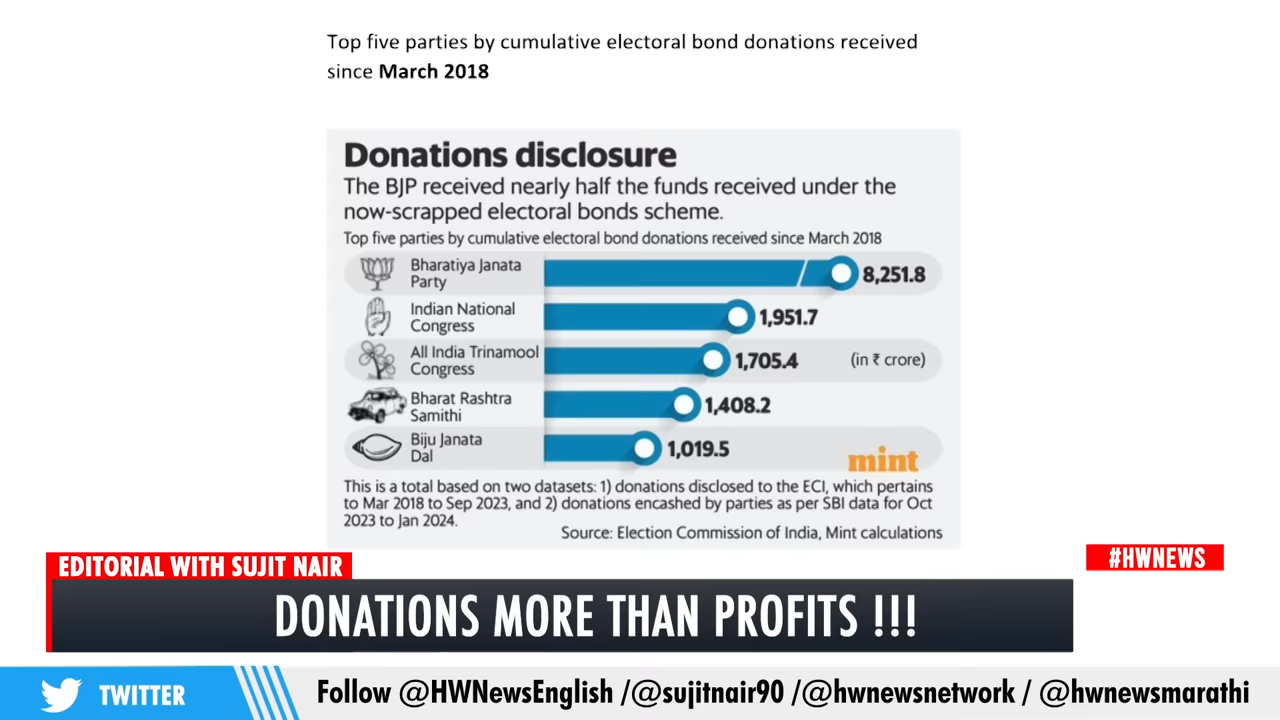 Top five parties by cumulative electoral bond donations received
since March 2018
Donations disclosure
The BJP received nearly half the funds received under the
now-scrapped electoral bonds scheme.
Top five parties by cumulative electoral bond donations received since March 2018
Bharatiya Janata
Party
8,251.8
Indian National
Congress
1,951.7
All India Trinamool
Congress
1,705.4
(in ₹ crore)
Bharat Rashtra
Samithi
1,408.2
Biju Janata
Dal
1,019.5
mint
This is a total based on two datasets: 1) donations disclosed to the ECI, which pertains
to Mar 2018 to Sep 2023, and 2) donations encashed by parties as per SBI data for Oct
2023 to Jan 2024.
Source: Election Commission of India, Mint calculations
EDITORIAL WITH SUJIT NAIR
#HWNEWS
DONATIONS MORE THAN PROFITS !!!
TWITTER
Follow @HWNewsEnglish /@sujitnair90 /@hwnewsnetwork / @hwnewsmarathi